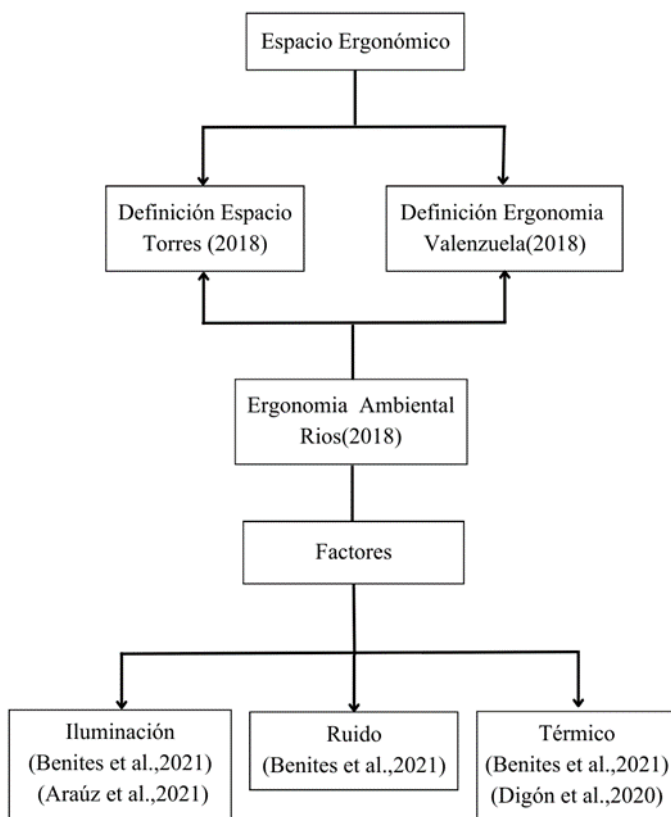 Espacio Ergonómico
Definición Espacio
Torres (2018)
Definición Ergonomia
Valenzuela(2018)
Ergonomia Ambiental
Rios(2018)
Factores
Iluminación
(Benites et al.,2021)
(Araúz et al.,2021)
Ruido
(Benites et al.,2021)
Térmico
(Benites et al.,2021)
(Digón et al.,2020)